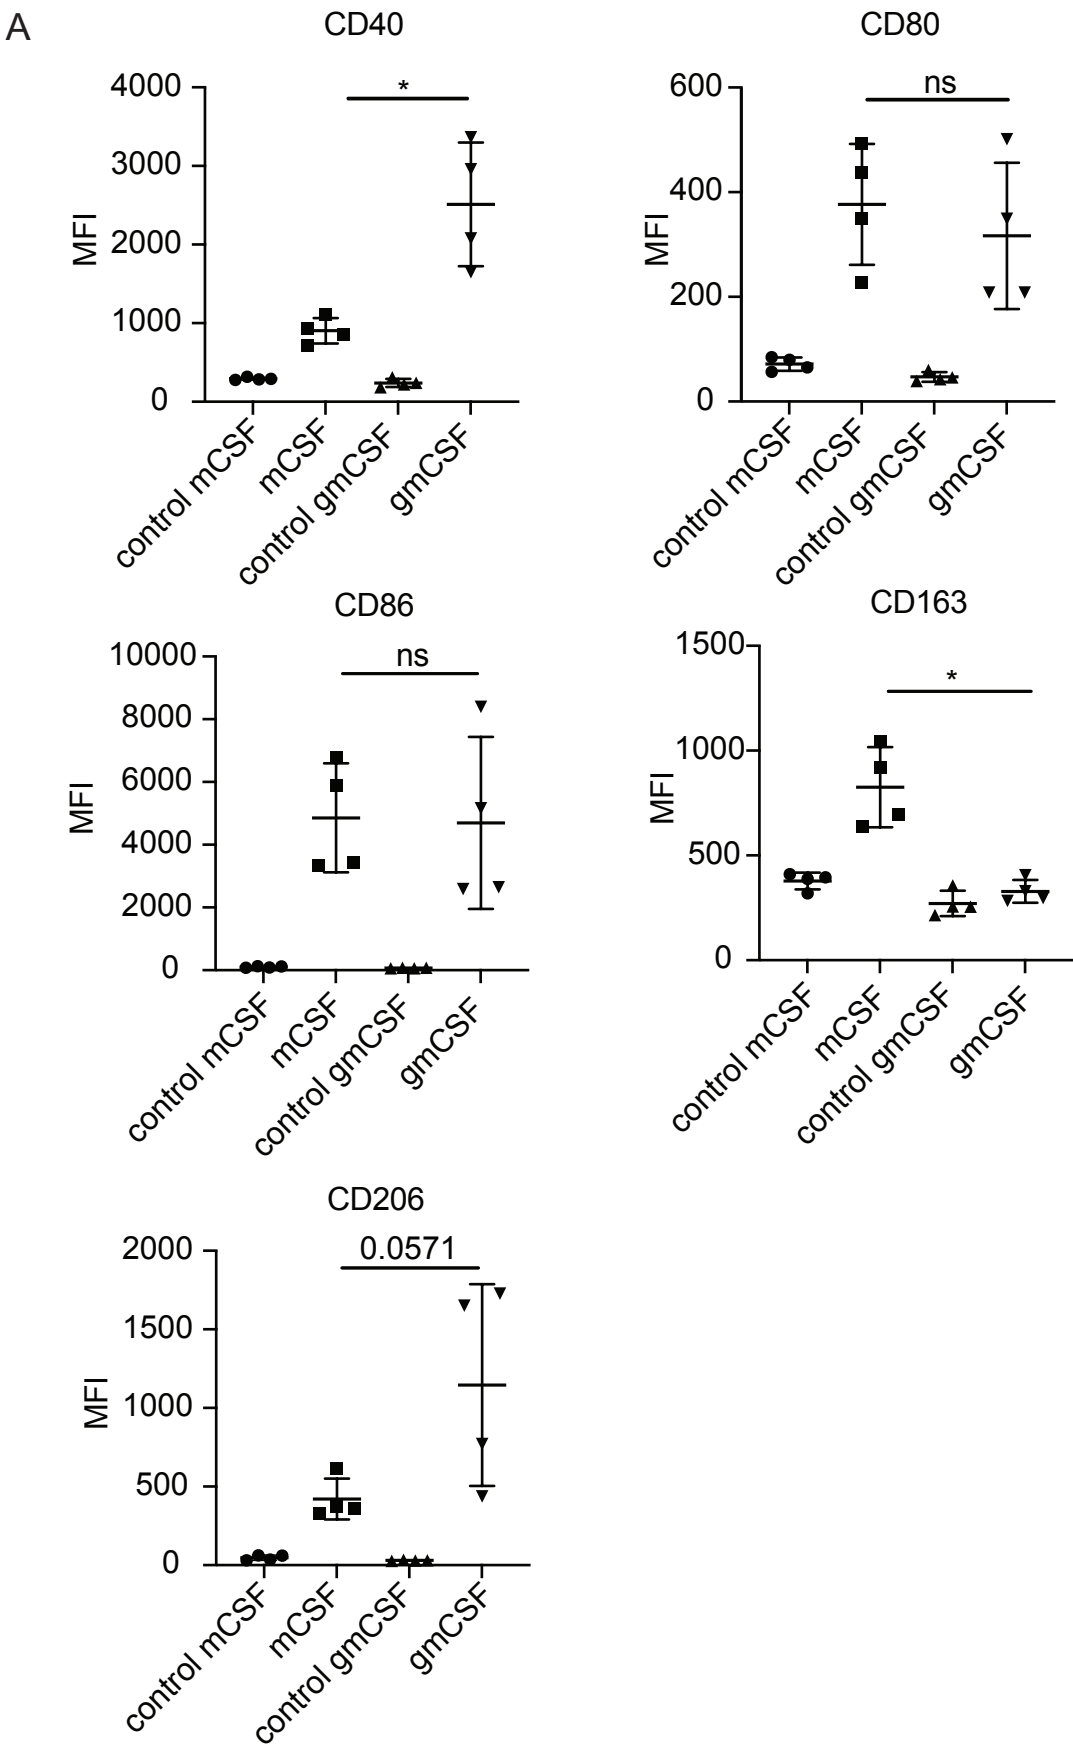 A
CD40
4000
3000
2000
1000
0
MFI
*
control mCSF
mCSF
control gmCSF
gmCSF
CD80
600
400
200
0
MFI
ns
control mCSF
mCSF
control gmCSF
gmCSF
CD86
10000
8000
6000
4000
2000
0
MFI
ns
control mCSF
mCSF
control gmCSF
gmCSF
CD163
1500
1000
500
0
MFI
*
control mCSF
mCSF
control gmCSF
gmCSF
CD206
2000
1500
1000
500
0
MFI
0.0571
control mCSF
mCSF
control gmCSF
gmCSF